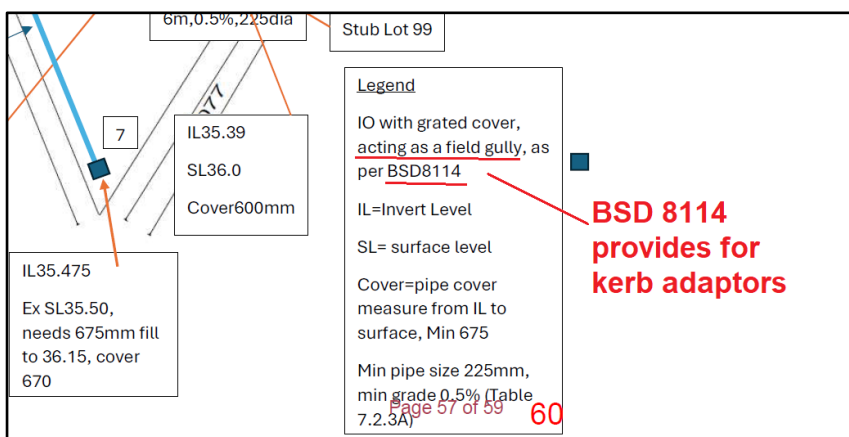 6m,0.5%,225dia
Stub Lot 99
7
IL35.39
SL36.0
Cover600mm
IL35.475
Ex SL35.50,
needs 675mm fill
to 36.15, cover
670
Legend
IO with grated cover,
acting as a field gully, as
per BSD8114
IL=Invert Level
SL= surface level
Cover=pipe cover
measure from IL to
surface, Min 675
Min pipe size 225mm,
min grade 0.5% (Table
7.2.3A)
Page 57 of 59
60
BSD 8114
provides for
kerb adaptors